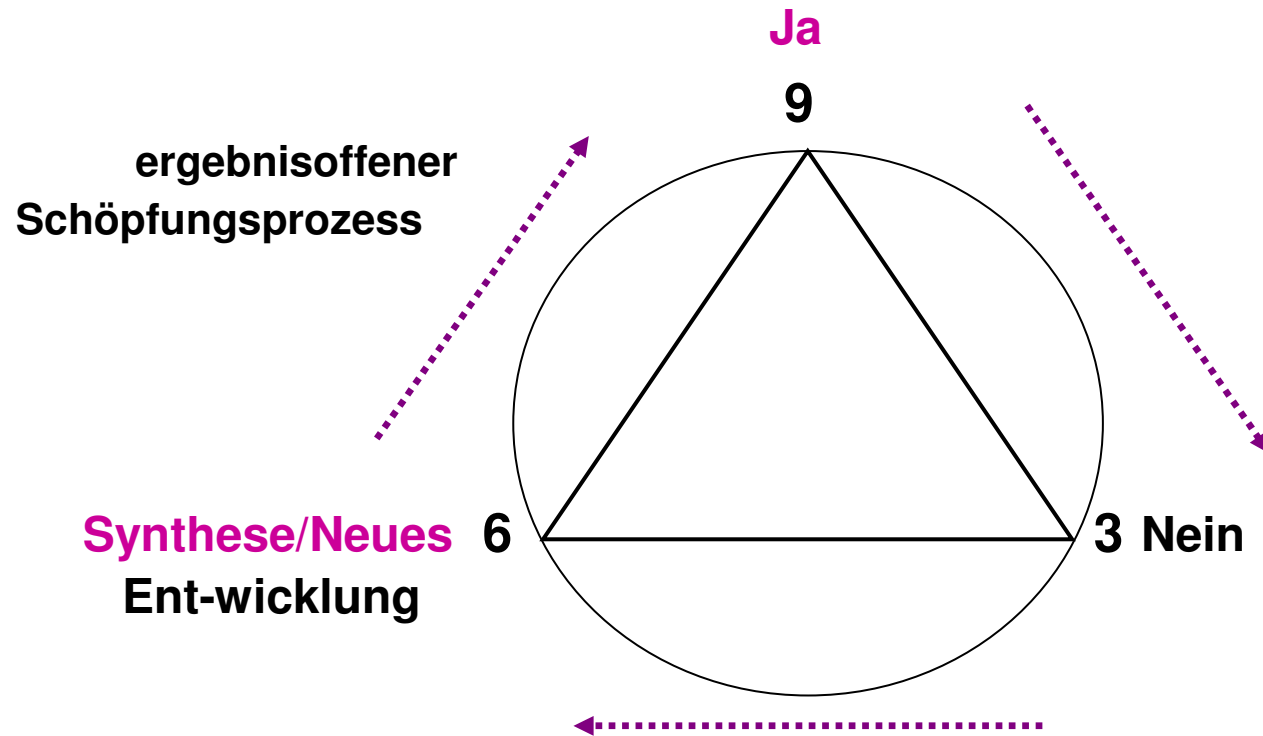 Ja
9
ergebnisoffener
Schöpfungsprozess
Synthese/Neues 6
3 Nein
Ent-wicklung